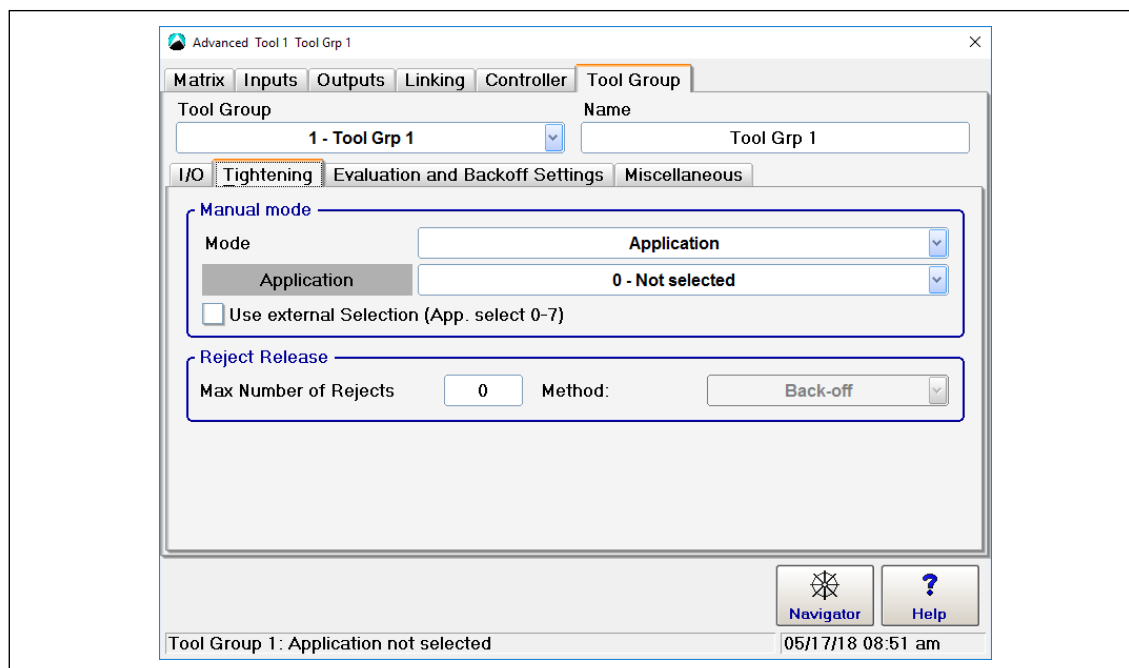 Advanced Tool 1 Tool Grp 1
Matrix Inputs Outputs Linking Controller Tool Group
Tool Group Name
1 - Tool Grp 1 Tool Grp 1
I/O Tightening Evaluation and Backoff Settings Miscellaneous
Manual mode
Mode Application
Application 0 - Not selected
Use external Selection (App. select 0-7)
Reject Release
Max Number of Rejects 0 Method: Back-off
Navigator Help
Tool Group 1: Application not selected 05/17/18 08:51 am